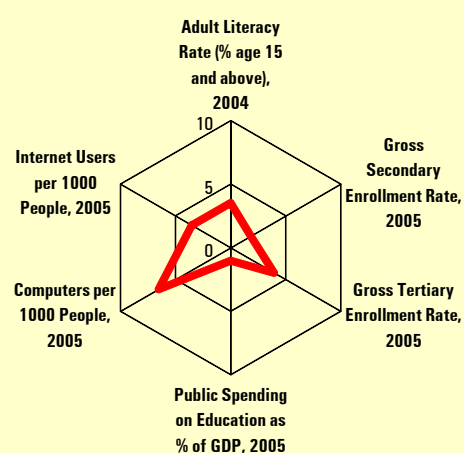 Adult Literacy
Rate (% age 15
and above),
2004
10
5
0
Gross
Secondary
Enrollment Rate,
2005
Gross Tertiary
Enrollment Rate,
2005
Public Spending
on Education as
% of GDP, 2005
Computers per
1000 People,
2005
Internet Users
per 1000
People, 2005